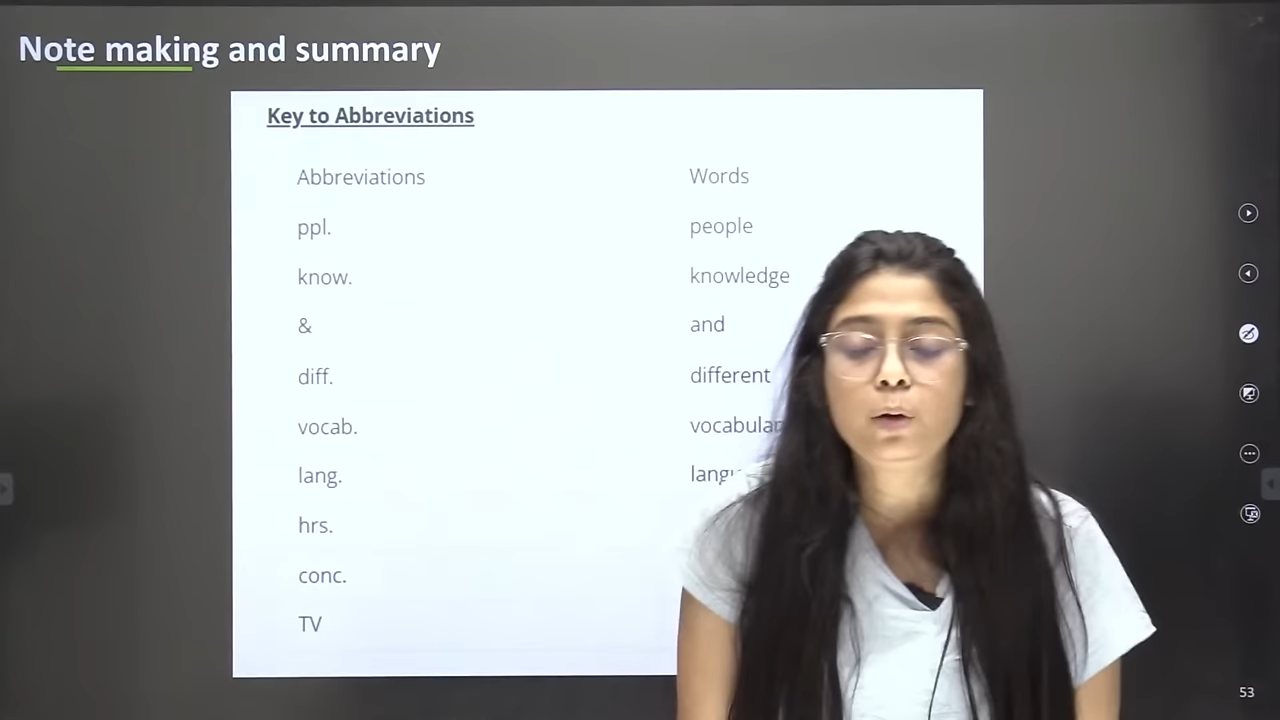 Note making and summary
Key to Abbreviations
Abbreviations Words
ppl. people
know. knowledge
& and
diff. different
vocab.
lang.
hrs.
conc.
TV
53